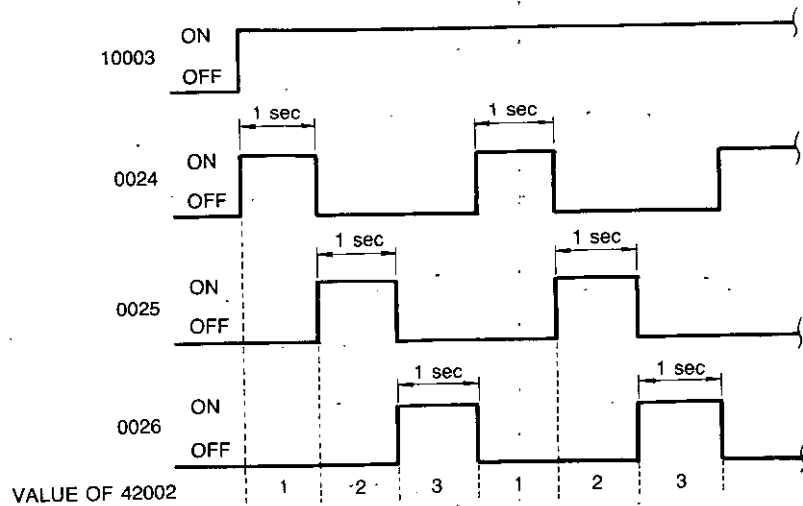 10003 ON
OFF
1 sec 1 sec
0024 ON
OFF
1 sec 1 sec
0025 ON
OFF
1 sec 1 sec
0026 ON
OFF
VALUE OF 42002 1 2 3 1 2 3